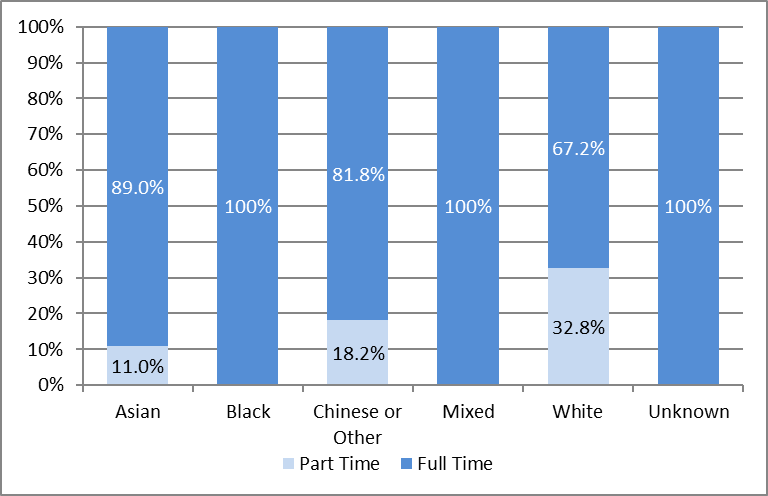 100%
90%
80%
70%
60%
50%
40%
30%
20%
10%
0%
89.0%
11.0%
100%
81.8%
18.2%
100%
67.2%
32.8%
100%
Asian
Black
Chinese or
Other
Mixed
White
Unknown
Part Time
Full Time